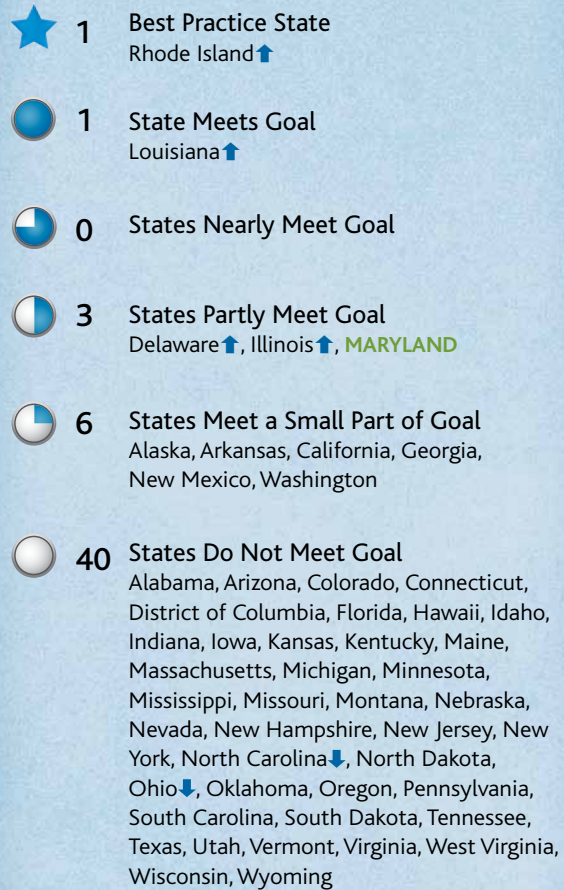 1 Best Practice State
Rhode Island⬆
1 State Meets Goal
Louisiana⬆
0 States Nearly Meet Goal
3 States Partly Meet Goal
Delaware⬆, Illinois⬆, MARYLAND
6 States Meet a Small Part of Goal
Alaska, Arkansas, California, Georgia,
New Mexico, Washington
40 States Do Not Meet Goal
Alabama, Arizona, Colorado, Connecticut,
District of Columbia, Florida, Hawaii, Idaho,
Indiana, Iowa, Kansas, Kentucky, Maine,
Massachusetts, Michigan, Minnesota,
Mississippi, Missouri, Montana, Nebraska,
Nevada, New Hampshire, New Jersey, New
York, North Carolina⬇, North Dakota,
Ohio⬇, Oklahoma, Oregon, Pennsylvania,
South Carolina, South Dakota, Tennessee,
Texas, Utah, Vermont, Virginia, West Virginia,
Wisconsin, Wyoming